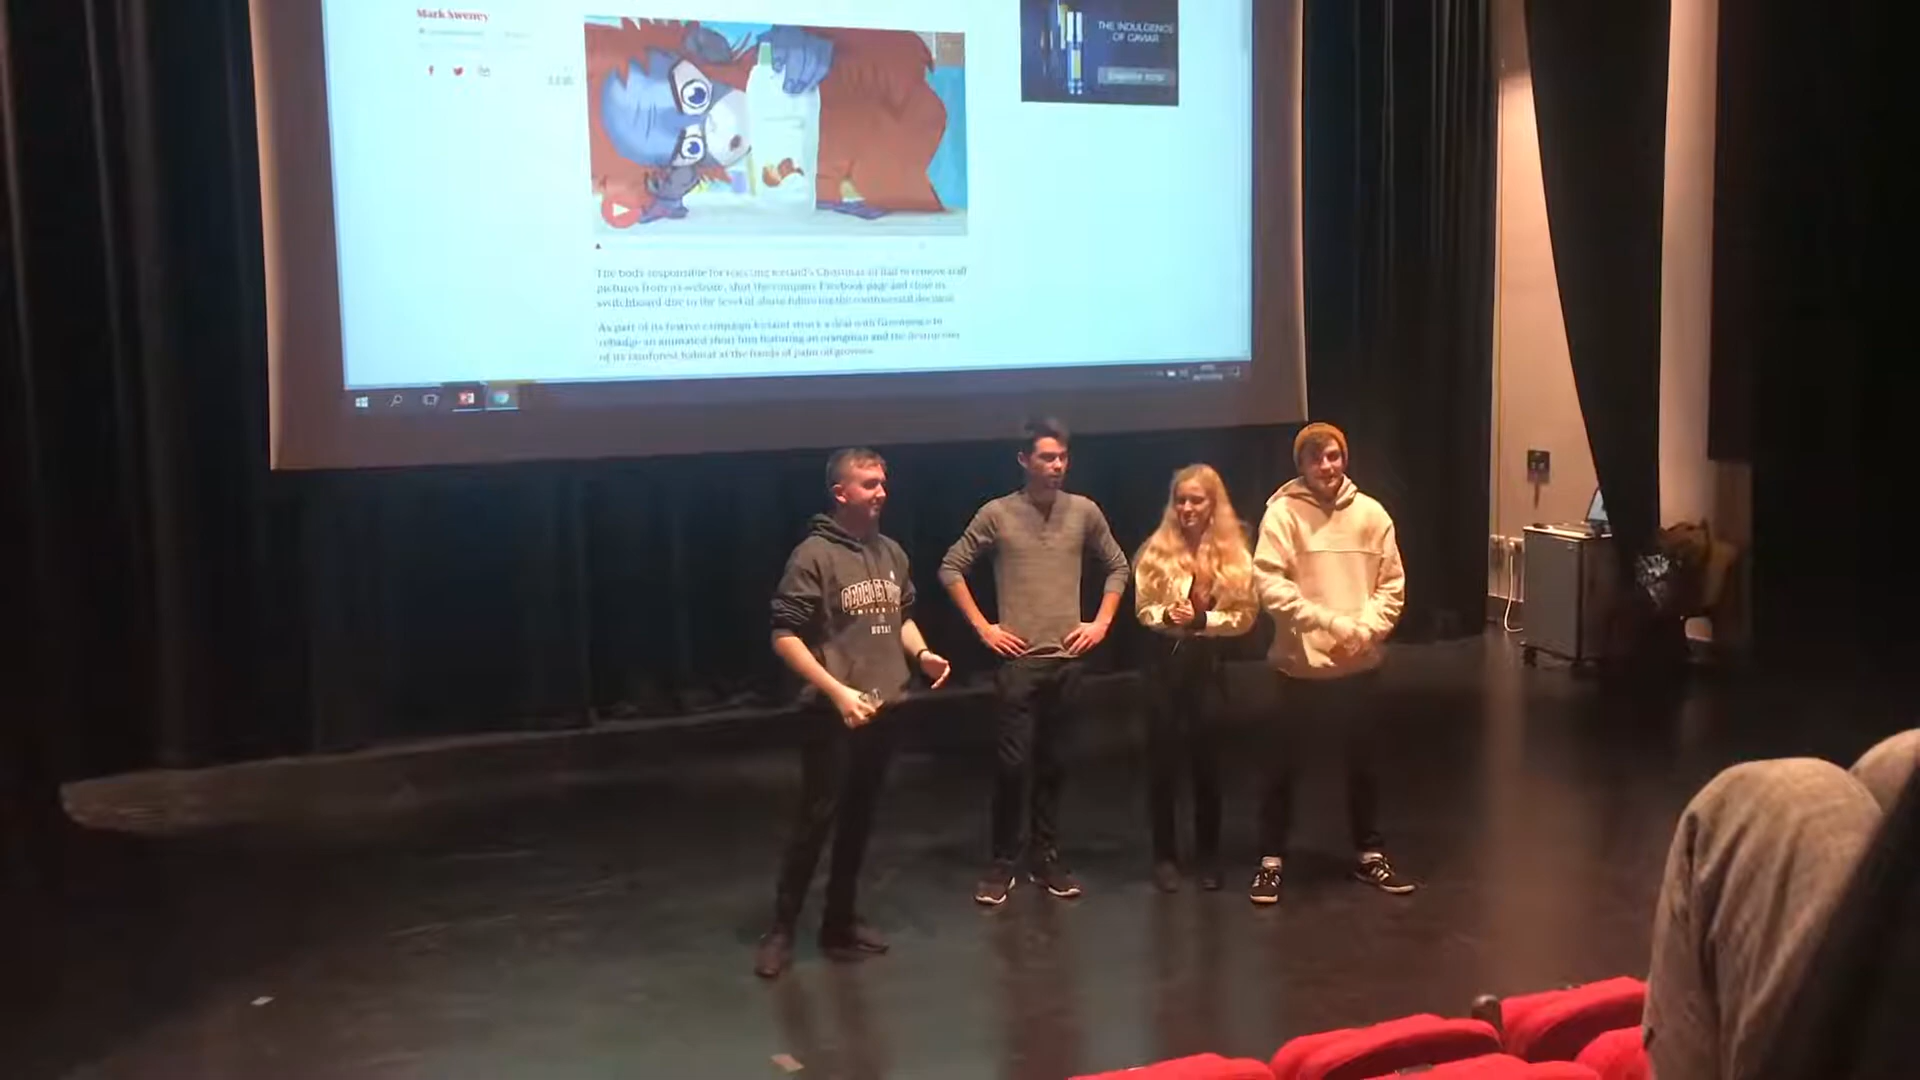 Mark Sweney
THE INDULGENCE
OF CAVIAR
The body responsible for rejecting Iceland's Christmas ad had to remove staff
pictures from its website, shut the company Facebook page and close its
switchboard due to the level of abuse following the controversial decision.
As part of its festive campaign Iceland struck a deal with Greenpeace to
rebadge an animated short film featuring an orangutan and the destruction
of its rainforest habitat at the hands of palm oil growers.